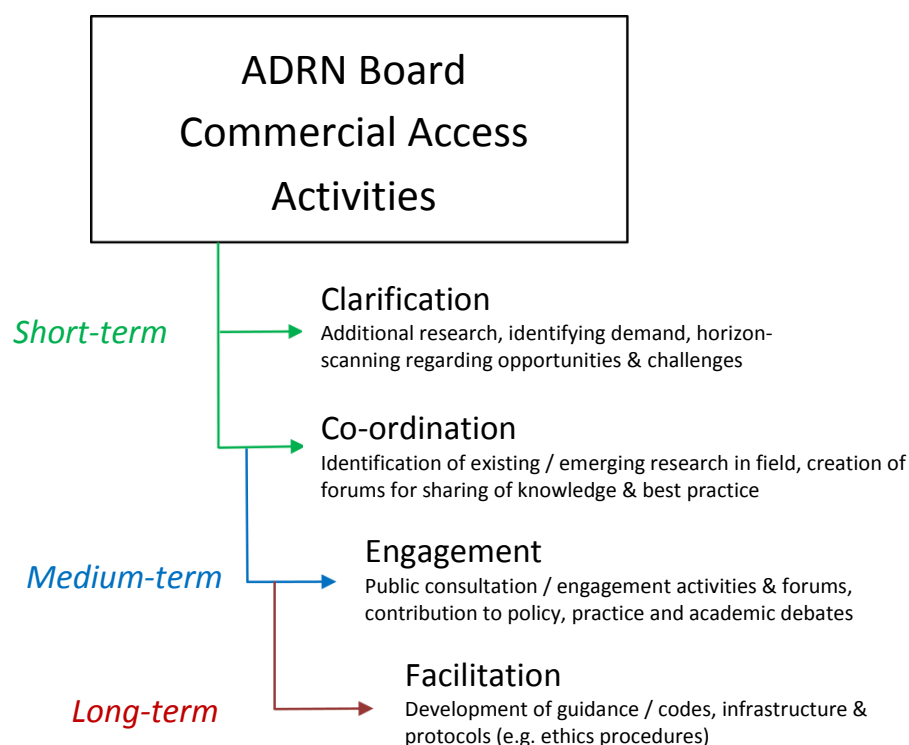 ADRN Board
Commercial Access
Activities
Short-term
Clarification
Additional research, identifying demand, horizon-
scanning regarding opportunities & challenges
Co-ordination
Identification of existing / emerging research in field, creation of
forums for sharing of knowledge & best practice
Medium-term
Engagement
Public consultation / engagement activities & forums,
contribution to policy, practice and academic debates
Long-term
Facilitation
Development of guidance / codes, infrastructure &
protocols (e.g. ethics procedures)